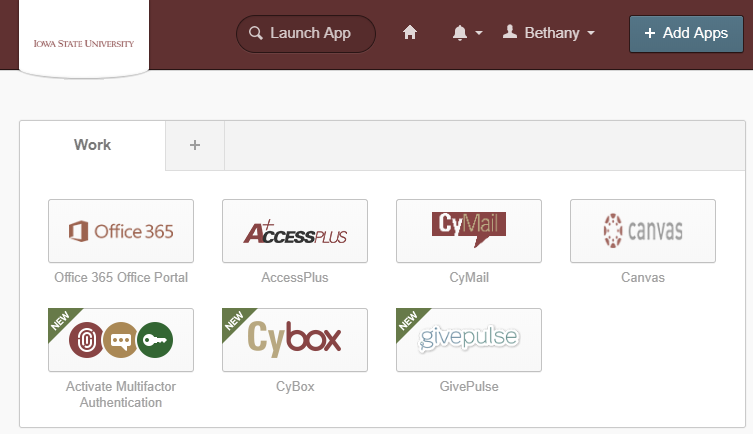 IOWA STATE UNIVERSITY
Launch App
Bethany
+ Add Apps
Work
+
Office 365
A+CCESSPLUS
CyMail
canvas
Office 365 Office Portal
AccessPlus
CyMail
Canvas
NEW
NEW
Cybox
NEW
givepulse
Activate Multifactor
Authentication
CyBox
GivePulse